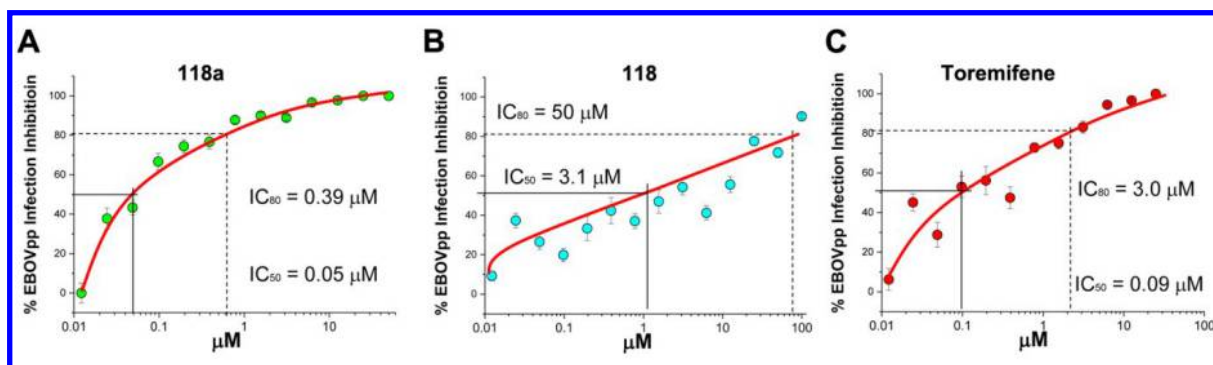 A
118a
% EBOVpp Infection Inhibitioin
100
80
60
40
20
0
IC80 = 0.39 μM
IC50 = 0.05 μM
0.01
0.1
1
10
μM
B
118
% EBOVpp Infection Inhibitioin
100
80
60
40
20
0
IC80 = 50 μM
IC50 = 3.1 μM
0.01
0.1
1
10
100
μM
C
Toremifene
% EBOVpp Infection Inhibitioin
100
80
60
40
20
0
IC80 = 3.0 μM
IC50 = 0.09 μM
0.01
0.1
1
10
100
μM